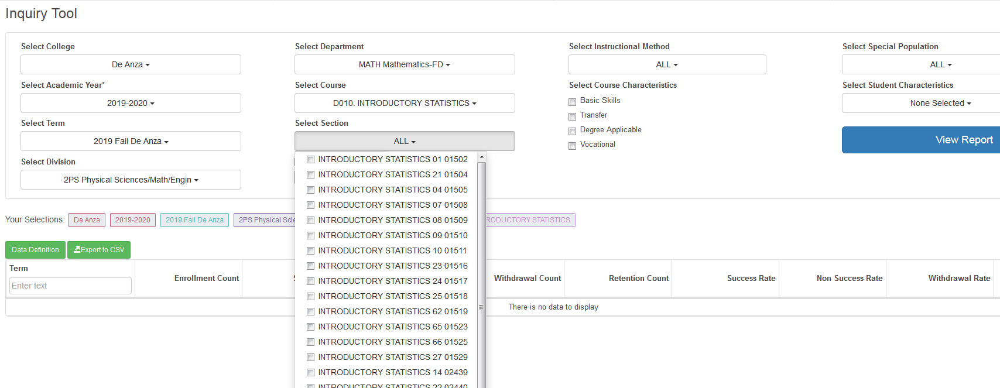 Inquiry Tool
Select College
De Anza
Select Academic Year*
2019-2020
Select Term
2019 Fall De Anza
Select Division
2PS Physical Sciences/Math/Engin
Select Department
MATH Mathematics-FD
Select Course
D010. INTRODUCTORY STATISTICS
Select Section
ALL
INTRODUCTORY STATISTICS 01 01502
INTRODUCTORY STATISTICS 21 01504
INTRODUCTORY STATISTICS 04 01505
INTRODUCTORY STATISTICS 07 01508
INTRODUCTORY STATISTICS 08 01509
INTRODUCTORY STATISTICS 09 01510
INTRODUCTORY STATISTICS 10 01511
INTRODUCTORY STATISTICS 23 01516
INTRODUCTORY STATISTICS 24 01517
INTRODUCTORY STATISTICS 25 01518
INTRODUCTORY STATISTICS 62 01519
INTRODUCTORY STATISTICS 65 01523
INTRODUCTORY STATISTICS 66 01525
INTRODUCTORY STATISTICS 27 01529
INTRODUCTORY STATISTICS 14 02439
INTRODUCTORY STATISTICS 22 02440
Select Instructional Method
ALL
Select Course Characteristics
Basic Skills
Transfer
Degree Applicable
Vocational
Select Special Population
ALL
Select Student Characteristics
None Selected
View Report
Your Selections: De Anza 2019-2020 2019 Fall De Anza 2PS Physical STATISTICS
Data Definition Export to CSV
Term Enrollment Count Withdrawal Count Retention Count Success Rate Non Success Rate Withdrawal Rate
Enter text
There is no data to display